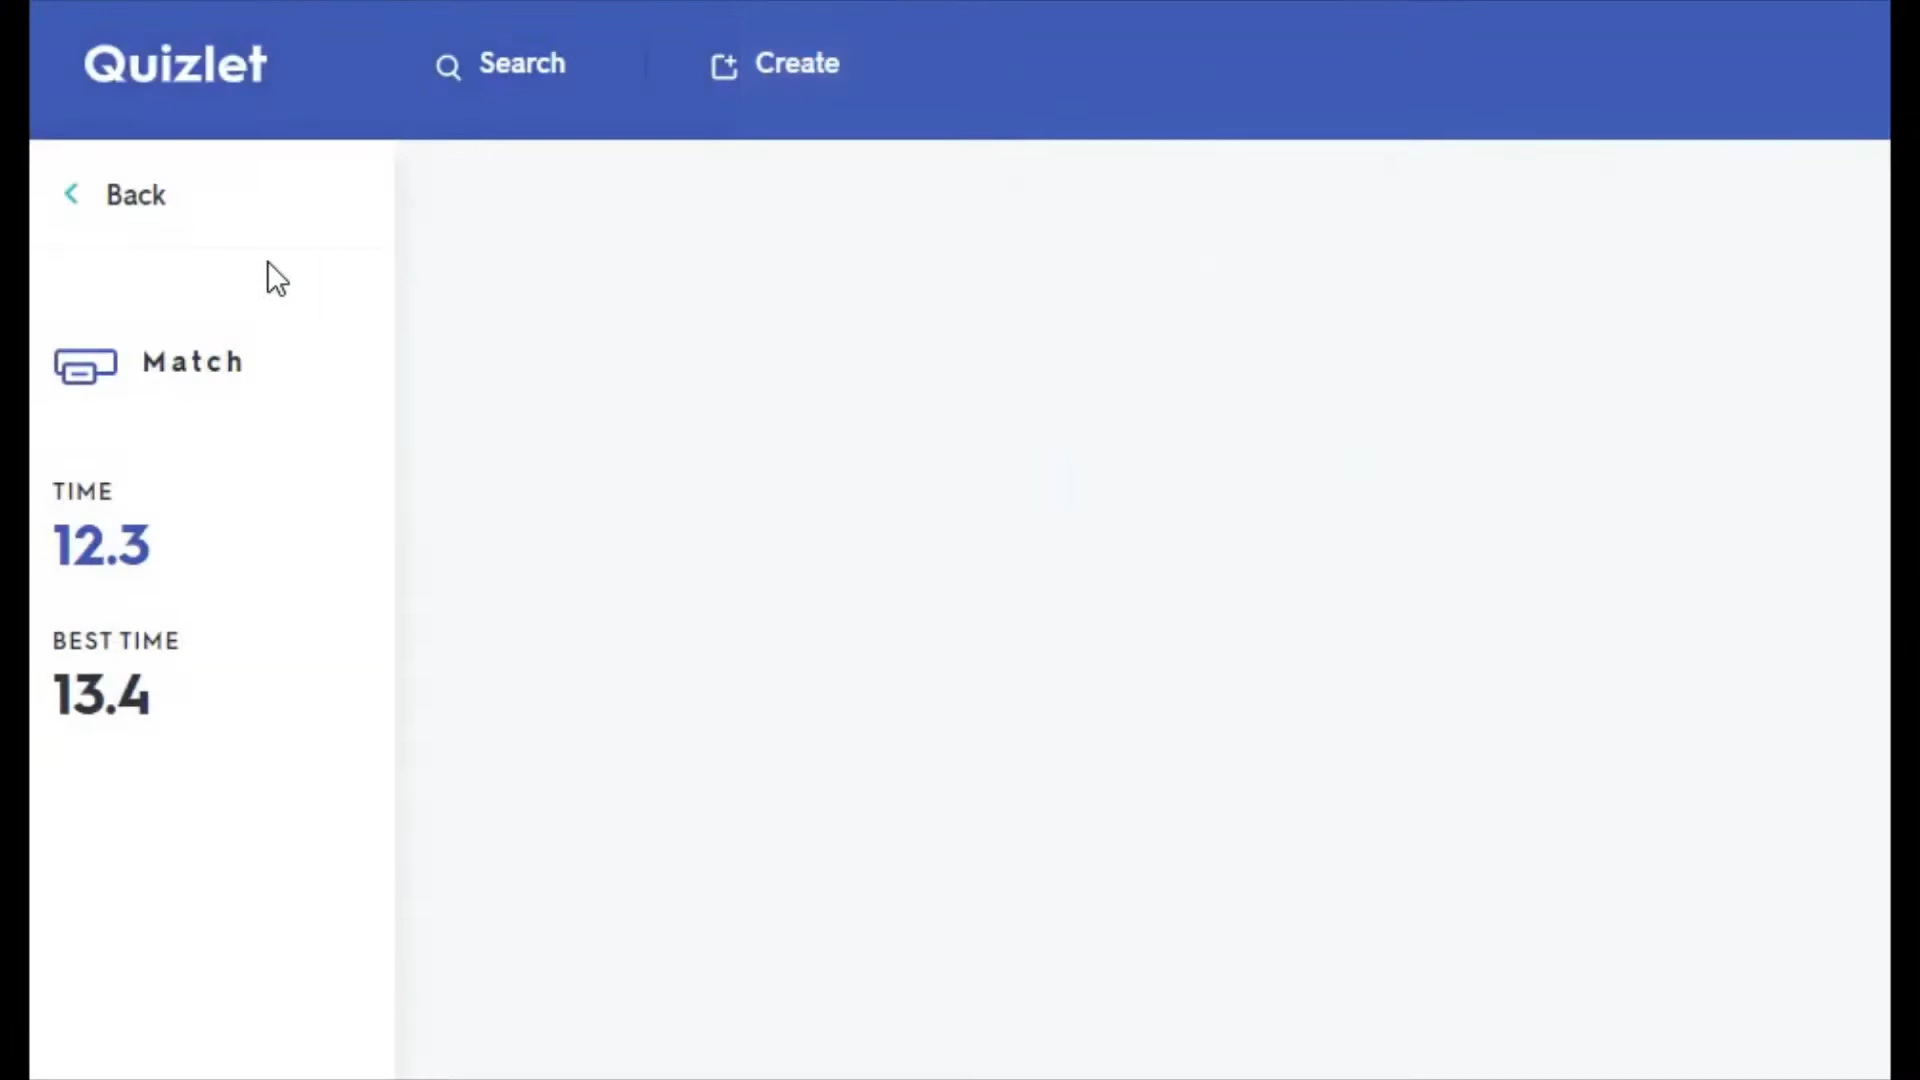 Quizlet
Search
Create
Back
Match
TIME
12.3
BEST TIME
13.4